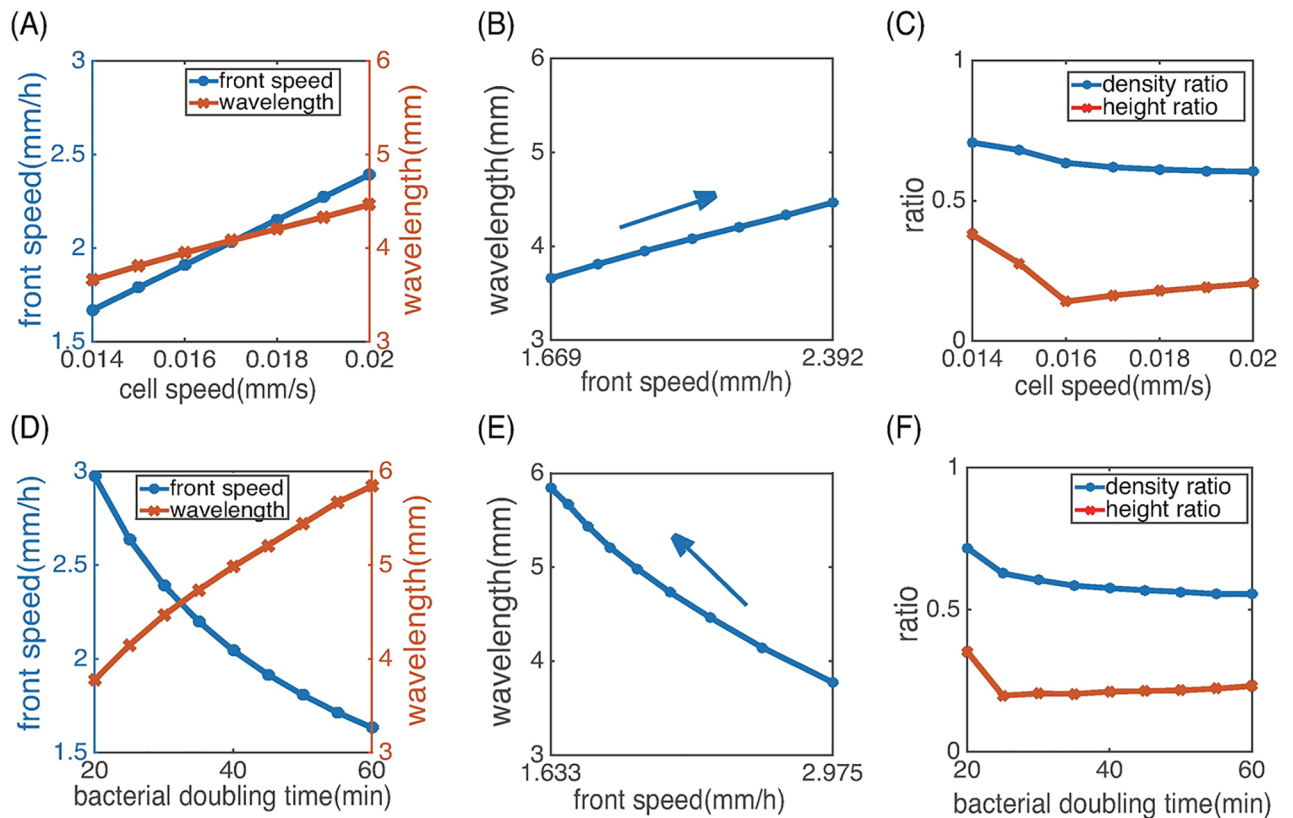 (A)
3
2.5
2
1.5
front speed(mm/h)
front speed
wavelength
6
5
4
3
wavelength(mm)
0.014
0.016
0.018
0.02
cell speed(mm/s)
(B)
6
5
4
3
wavelength(mm)
1.669
2.392
front speed(mm/h)
(C)
1
0.5
0
ratio
density ratio
height ratio
0.014
0.016
0.018
0.02
cell speed(mm/s)
(D)
3
2.5
2
1.5
front speed(mm/h)
front speed
wavelength
6
5
4
3
wavelength(mm)
20
40
60
bacterial doubling time(min)
(E)
6
5
4
3
wavelength(mm)
1.633
2.975
front speed(mm/h)
(F)
1
0.5
0
ratio
density ratio
height ratio
20
40
60
bacterial doubling time(min)